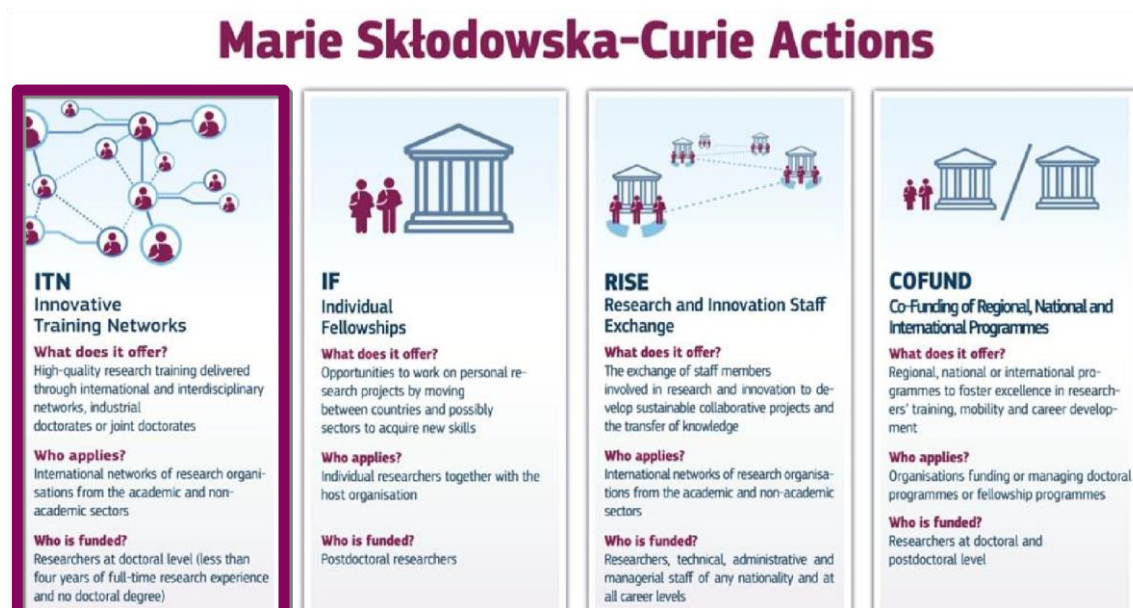 Marie Skłodowska-Curie Actions
ITN
Innovative
Training Networks
What does it offer?
High-quality research training delivered
through international and interdisciplinary
networks, industrial
doctorates or joint doctorates
Who applies?
International networks of research organi-
sations from the academic and non-
academic sectors
Who is funded?
Researchers at doctoral level (less than
four years of full-time research experience
and no doctoral degree)
IF
Individual
Fellowships
What does it offer?
Opportunities to work on personal re-
search projects by moving
between countries and possibly
sectors to acquire new skills
Who applies?
Individual researchers together with the
host organisation
Who is funded?
Postdoctoral researchers
RISE
Research and Innovation Staff
Exchange
What does it offer?
The exchange of staff members
involved in research and innovation to de-
velop sustainable collaborative projects and
the transfer of knowledge
Who applies?
International networks of research organisa-
tions from the academic and non-academic
sectors
Who is funded?
Researchers, technical, administrative and
managerial staff of any nationality and at
all career levels
COFUND
Co-Funding of Regional, National and
International Programmes
What does it offer?
Regional, national or international pro-
grammes to foster excellence in research-
ers' training, mobility and career develop-
ment
Who applies?
Organisations funding or managing doctoral
programmes or fellowship programmes
Who is funded?
Researchers at doctoral and
postdoctoral level